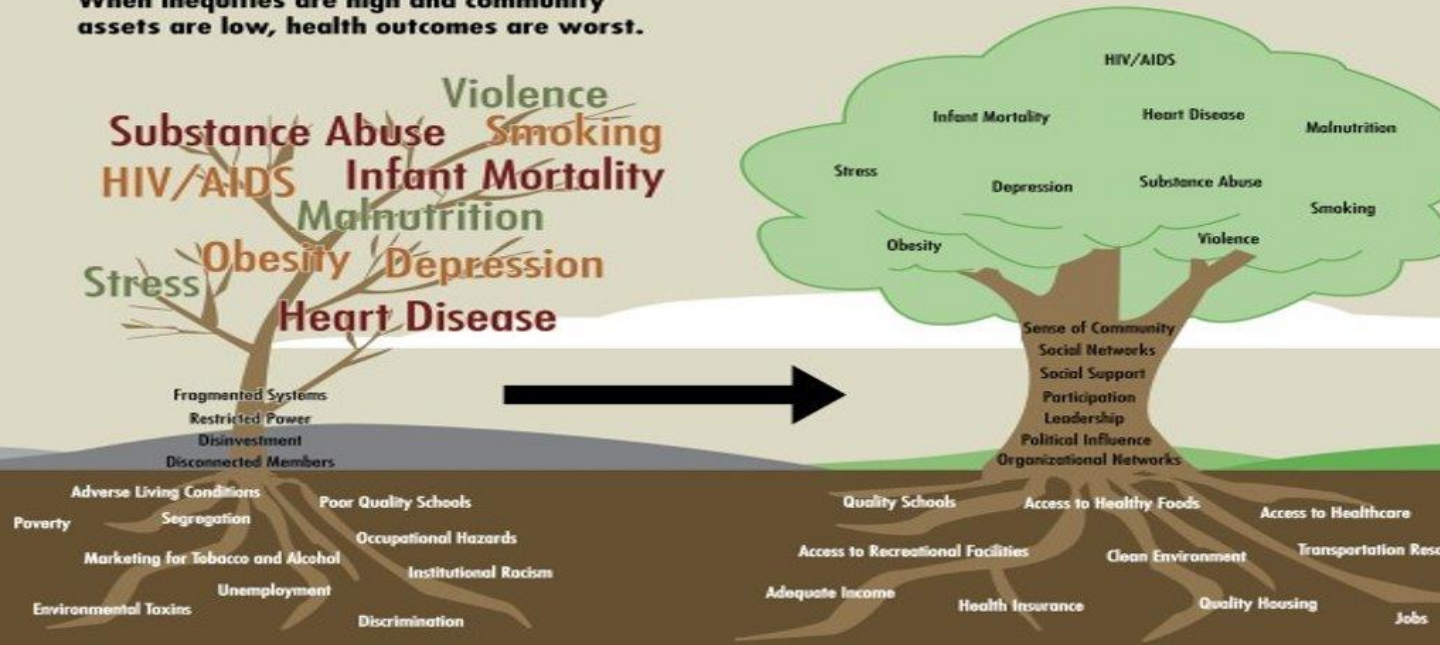 When inequities are high and community
assets are low, health outcomes are worst.
Violence
Substance Abuse
Smoking
HIV/AIDS
Infant Mortality
Malnutrition
Obesity
Depression
Stress
Heart Disease
Fragmented Systems
Restricted Power
Disinvestment
Disconnected Members
Adverse Living Conditions
Poor Quality Schools
Poverty
Segregation
Occupational Hazards
Marketing for Tobacco and Alcohol
Institutional Racism
Unemployment
Environmental Toxins
Discrimination
HIV/AIDS
Infant Mortality
Heart Disease
Malnutrition
Stress
Depression
Substance Abuse
Smoking
Obesity
Violence
Sense of Community
Social Networks
Social Support
Participation
Leadership
Political Influence
Organizational Networks
Quality Schools
Access to Healthy Foods
Access to Healthcare
Access to Recreational Facilities
Clean Environment
Transportation
Adequate Income
Health Insurance
Quality Housing
Jobs